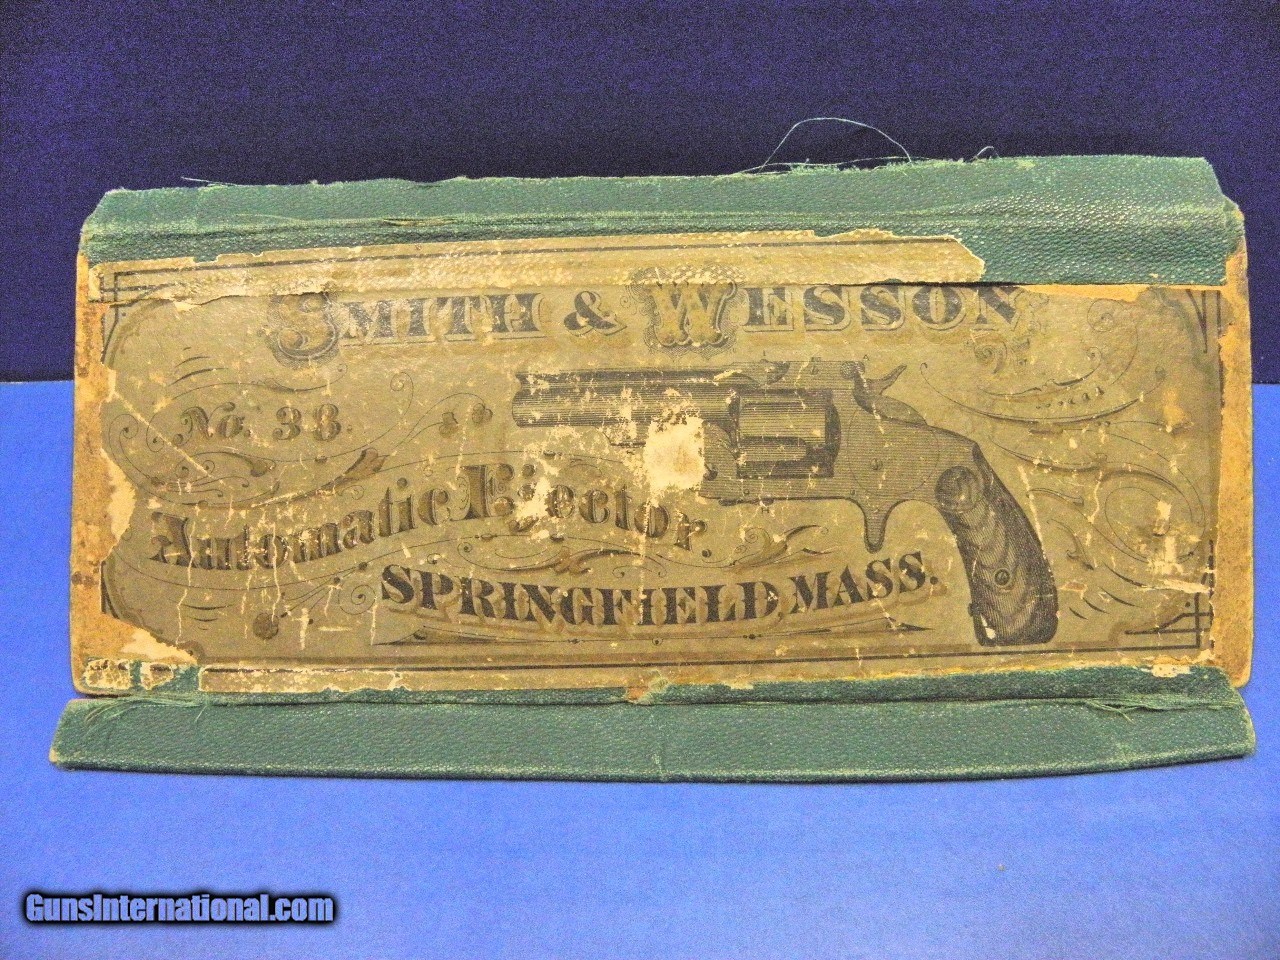 SMITH & WESSON
No. 38.
Automatic Ejector.
SPRINGFIELD, MASS.
GunsInternational.com